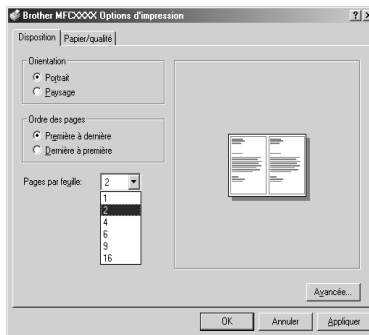 Brother MFCXXXX Options d'impression
Disposition
Papier/qualité
Orientation
Portrait
Paysage
Ordre des pages
Première à dernière
Dernière à première
Pages par feuille:
2
1
2
4
6
9
16
Avancée...
OK
Annuler
Appliquer